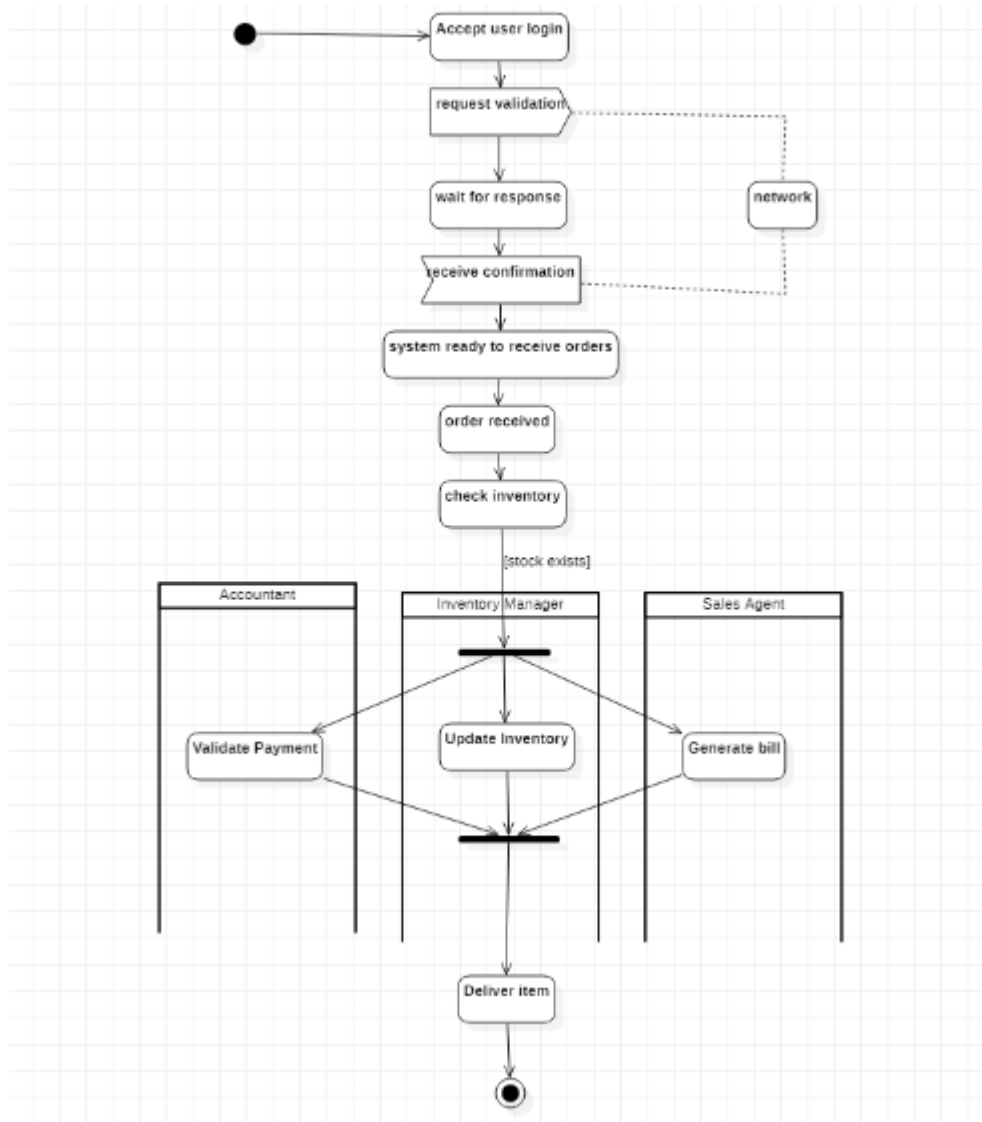 Accept user login
request validation
wait for response
network
receive confirmation
system ready to receive orders
order received
check inventory
[stock exists]
Accountant
Inventory Manager
Sales Agent
Validate Payment
Update Inventory
Generate bill
Deliver item